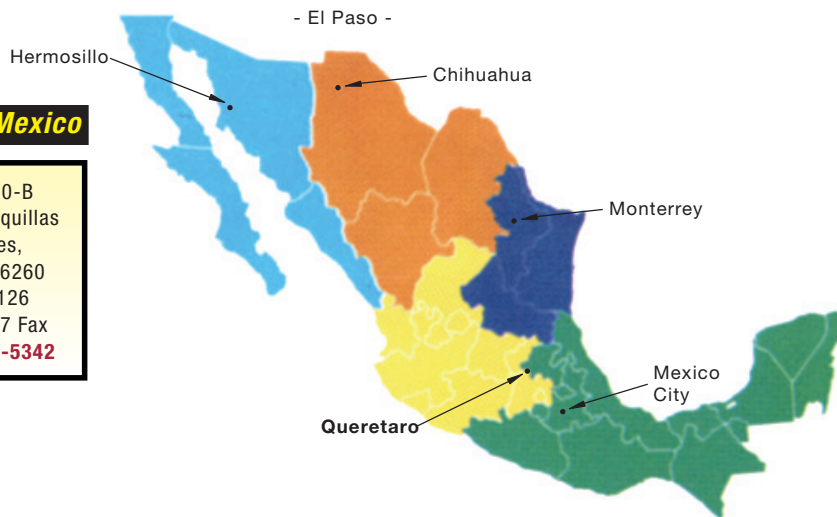 - El Paso -
Hermosillo
Chihuahua
Mexico
0-B
quillas
es,
6260
126
7 Fax
-5342
Monterrey
Mexico
City
Queretaro